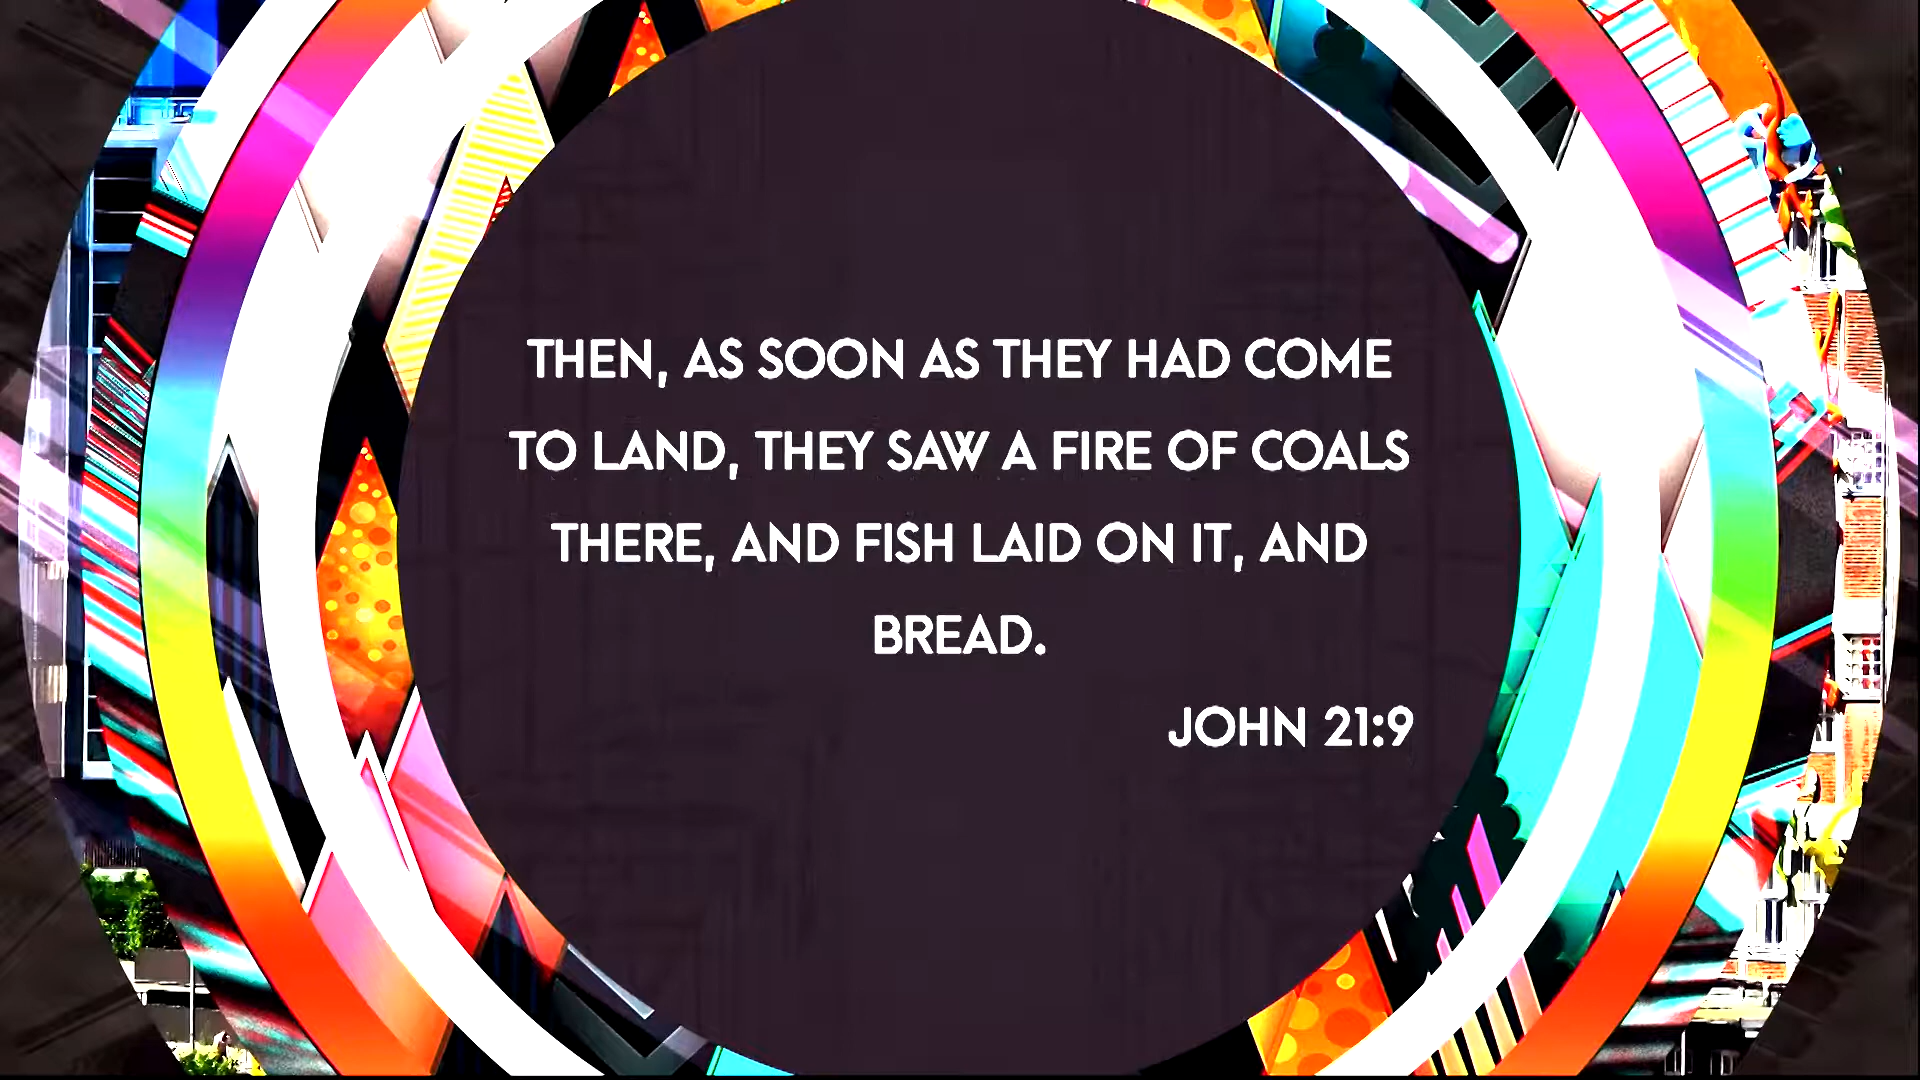 THEN, AS SOON AS THEY HAD COME
TO LAND, THEY SAW A FIRE OF COALS
THERE, AND FISH LAID ON IT, AND
BREAD.
JOHN 21:9